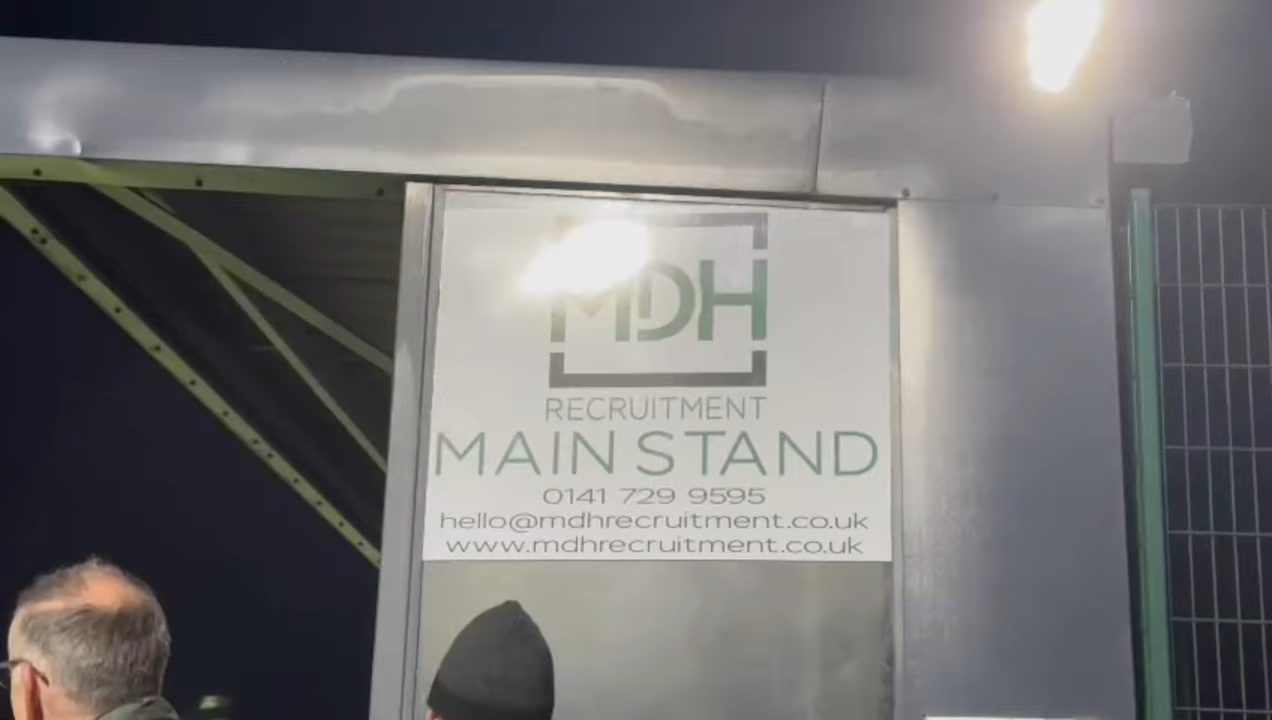 MDH
RECRUITMENT
MAIN STAND
0141 729 9595
hello@mdhrecruitment.co.uk
www.mdhrecruitment.co.uk